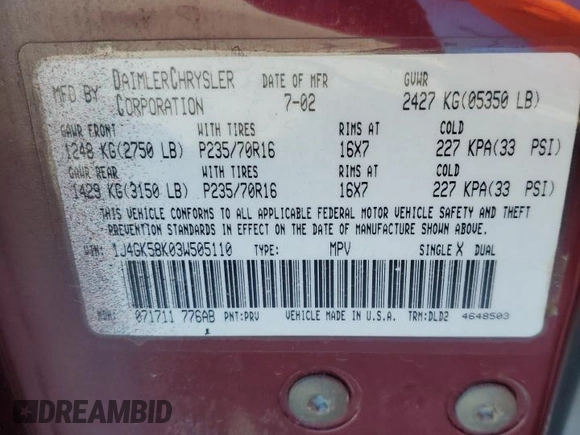 MFD BY DAIMLERCHRYSLER CORPORATION DATE OF MFR 7-02 GVWR 2427 KG(05350 LB)
GAWR FRONT WITH TIRES RIMS AT COLD
1248 KG(2750 LB) P235/70R16 16X7 227 KPA(33 PSI)
GAWR REAR WITH TIRES RIMS AT COLD
1429 KG(3150 LB) P235/70R16 16X7 227 KPA(33 PSI)
THIS VEHICLE CONFORMS TO ALL APPLICABLE FEDERAL MOTOR VEHICLE SAFETY AND THEFT
PREVENTION STANDARDS IN EFFECT ON THE DATE OF MANUFACTURE SHOWN ABOVE.
VIN: 1J4GK58K03W505110 TYPE: MPV SINGLE X DUAL
MDH: 071711 776AB PNT:PRV VEHICLE MADE IN U.S.A. TRM:DLD2 4648503
DREAMBID